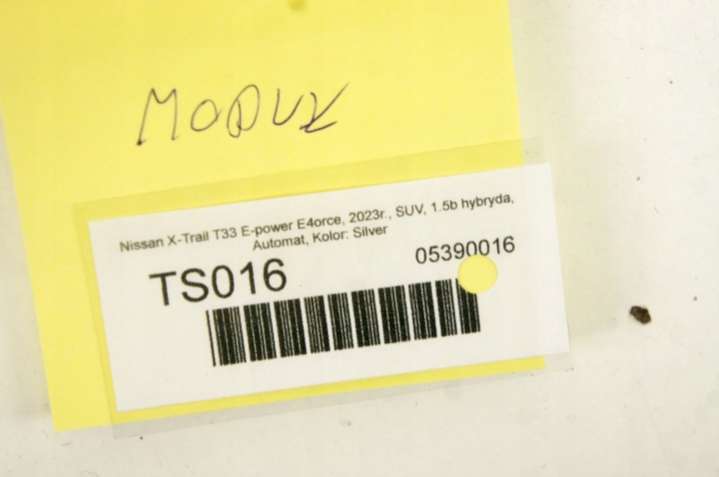 MODUŁ
Nissan X-Trail T33 E-power E4orce, 2023r., SUV, 1.5b hybryda,
Automat, Kolor: Silver
TS016
05390016